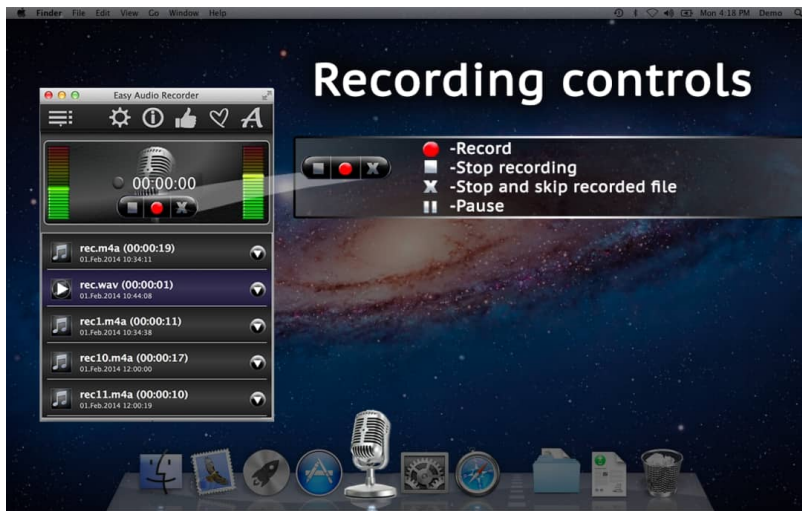 Finder File Edit View Go Window Help
Mon 4:18 PM Demo
Recording controls
Easy Audio Recorder
00:00:00
-Record
-Stop recording
-Stop and skip recorded file
-Pause
rec.m4a (00:00:19)
01.Feb.2014 10:34:11
rec.wav (00:00:01)
01.Feb.2014 10:44:08
rec1.m4a (00:00:11)
01.Feb.2014 10:34:38
rec10.m4a (00:00:17)
01.Feb.2014 12:00:00
rec11.m4a (00:00:10)
01.Feb.2014 12:00:19